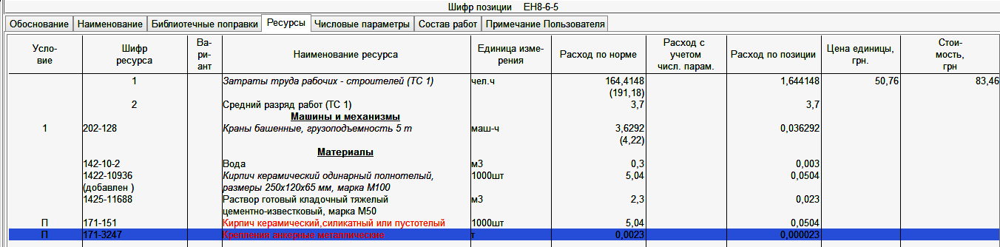 Шифр позиции ЕН8-6-5
Обоснование Наименование Библиотечные поправки Ресурсы Числовые параметры Состав работ Примечание Пользователя
Усло-
вие
Шифр
ресурса
Ва-
ри-
ант
Наименование ресурса
Единица изме-
рения
Расход по норме
Расход с
учетом
числ. парам.
Расход по позиции
Цена единицы,
грн.
Стои-
мость,
грн
1 Затраты труда рабочих - строителей (ТС 1) чел.ч 164,4148 1,644148 50,76 83,46
(191,18)
2 Средний разряд работ (ТС 1) 3,7 3,7
Машины и механизмы
1 202-128 Краны башенные, грузоподъемность 5 т маш-ч 3,6292 0,036292
(4,22)
Материалы
142-10-2 Вода м3 0,3 0,003
1422-10936 Кирпич керамический одинарный полнотелый, 1000шт 5,04 0,0504
(добавлен ) размеры 250х120х65 мм, марка М100
1425-11688 Раствор готовый кладочный тяжелый м3 2,3 0,023
цементно-известковый, марка М50
П 171-151 Кирпич керамический,силикатный или пустотелый 1000шт 5,04 0,0504
П 171-3247 Крепления анкерные металлические т 0,0023 0,000023